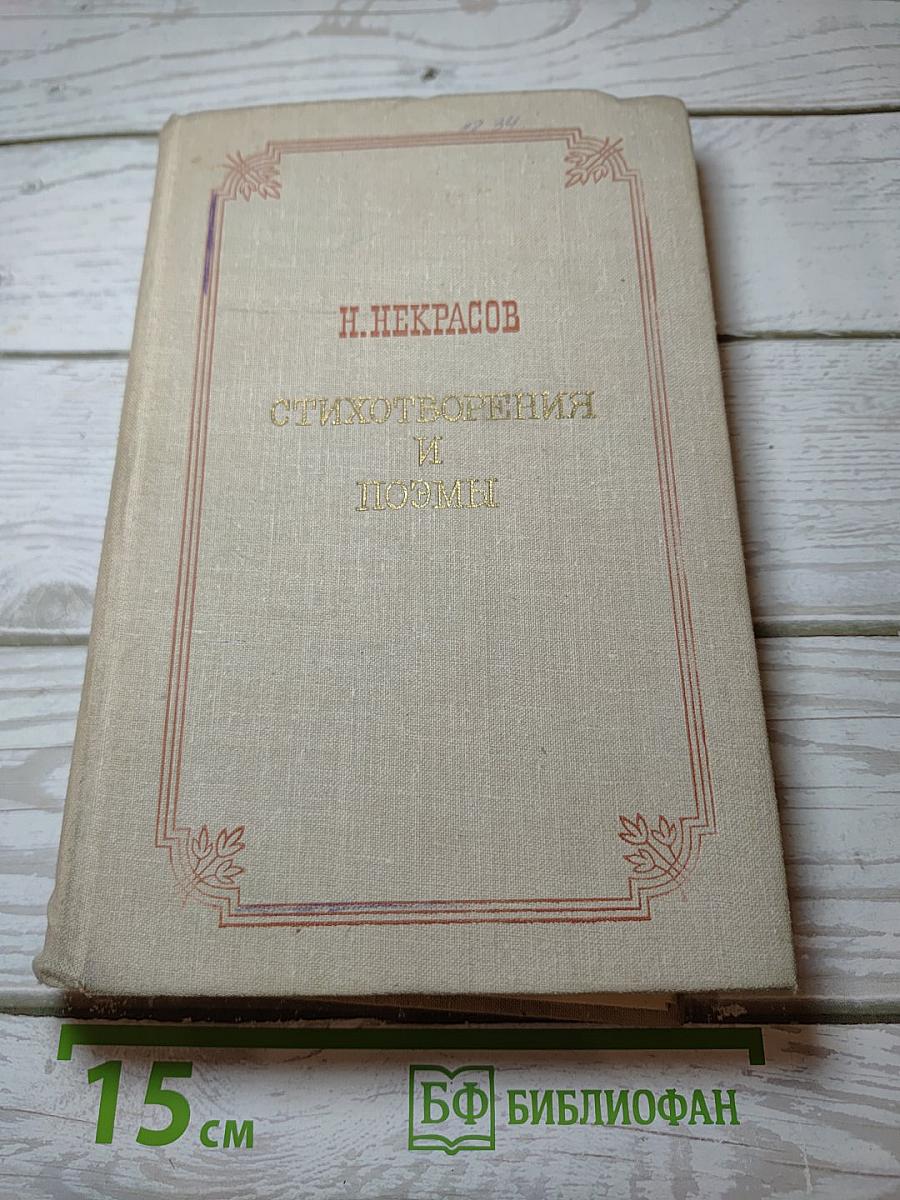 Н.НЕКРАСОВ
СТИХОТВОРЕНИЯ
И
ПОЭМЫ
15 см
БФ БИБЛИОФАН